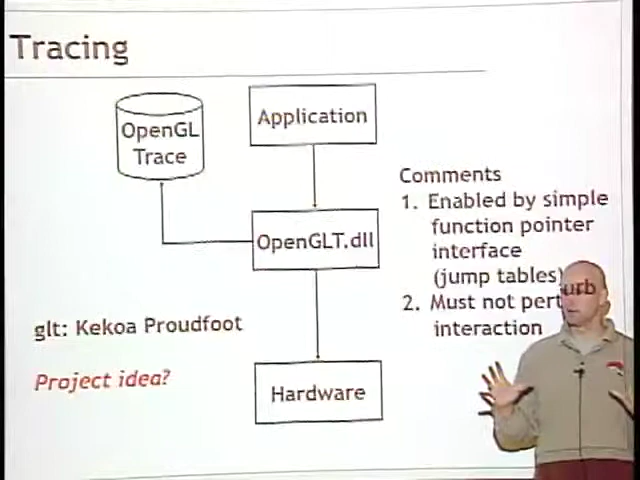 Tracing
OpenGL
Trace
Application
OpenGLT.dll
Hardware
Comments
1. Enabled by simple
function pointer
interface
(jump tables)
2. Must not perturb
interaction
glt: Kekoa Proudfoot
Project idea?